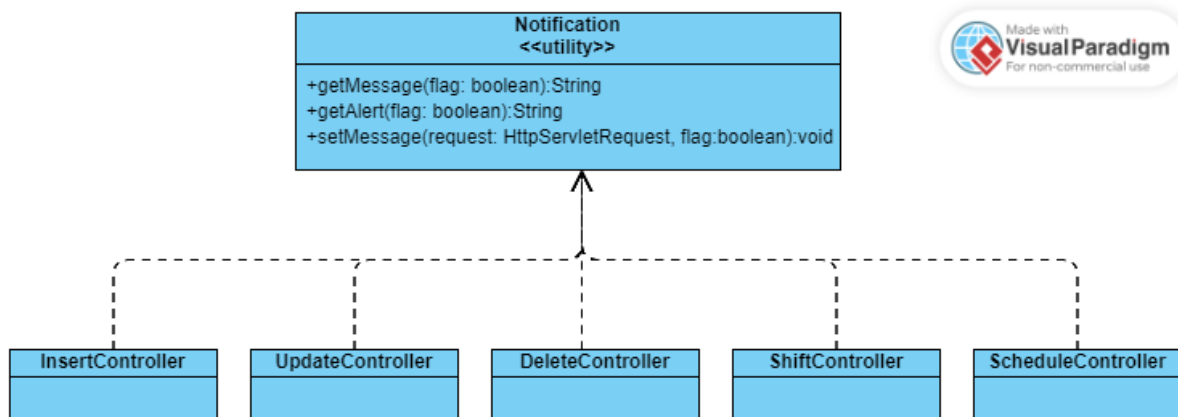 Notification
<<utility>>
+getMessage(flag: boolean):String
+getAlert(flag: boolean):String
+setMessage(request: HttpServletRequest, flag:boolean):void
Made with
Visual Paradigm
For non-commercial use
InsertController
UpdateController
DeleteController
ShiftController
ScheduleController